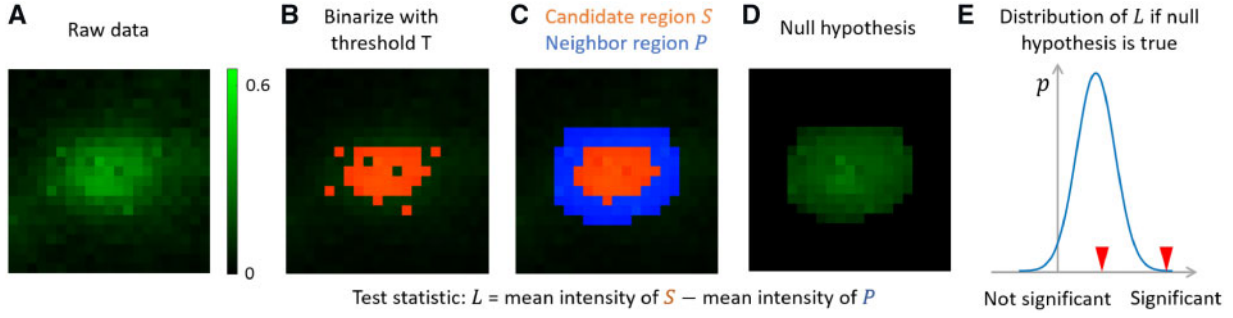 A
Raw data
0.6
0
B
Binarize with
threshold T
C
Candidate region S
Neighbor region P
D
Null hypothesis
E
Distribution of L if null
hypothesis is true
p
Not significant
Significant
Test statistic: L = mean intensity of S − mean intensity of P